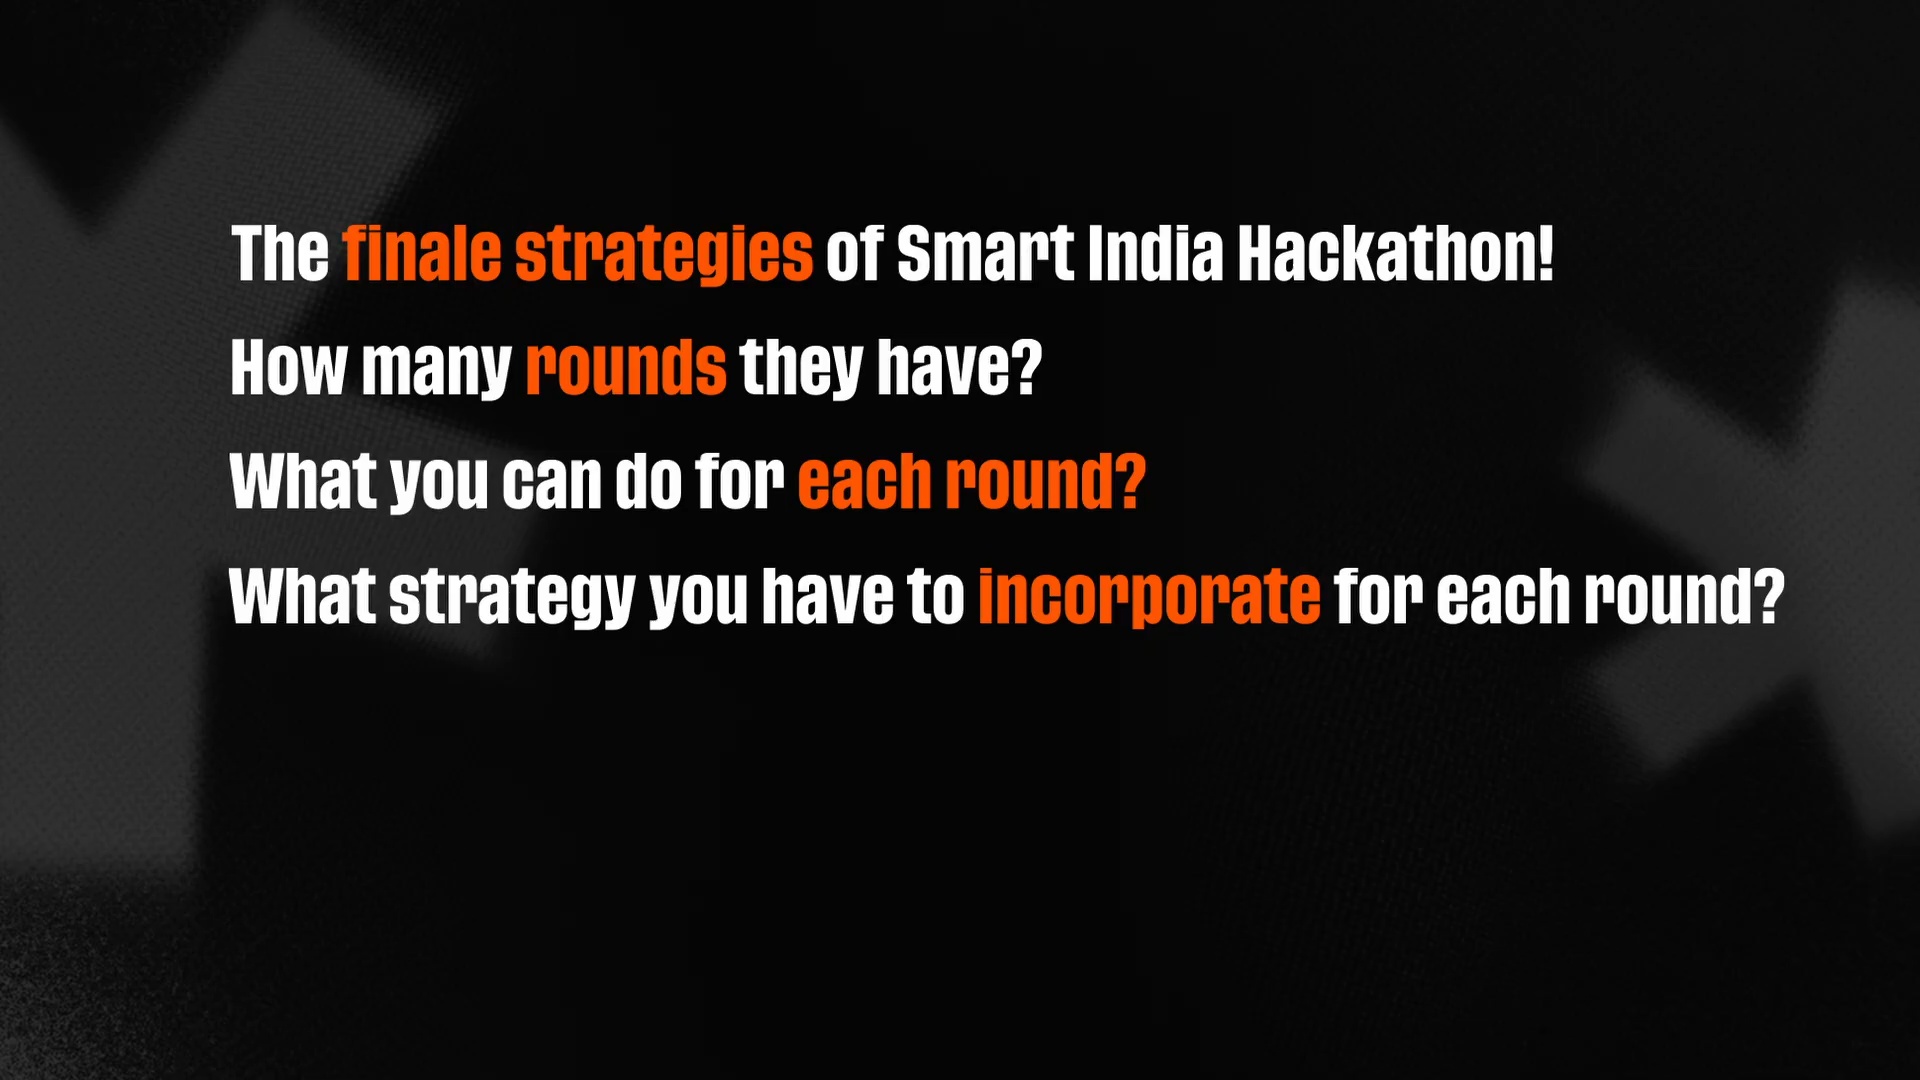 The finale strategies of Smart India Hackathon!
How many rounds they have?
What you can do for each round?
What strategy you have to incorporate for each round?